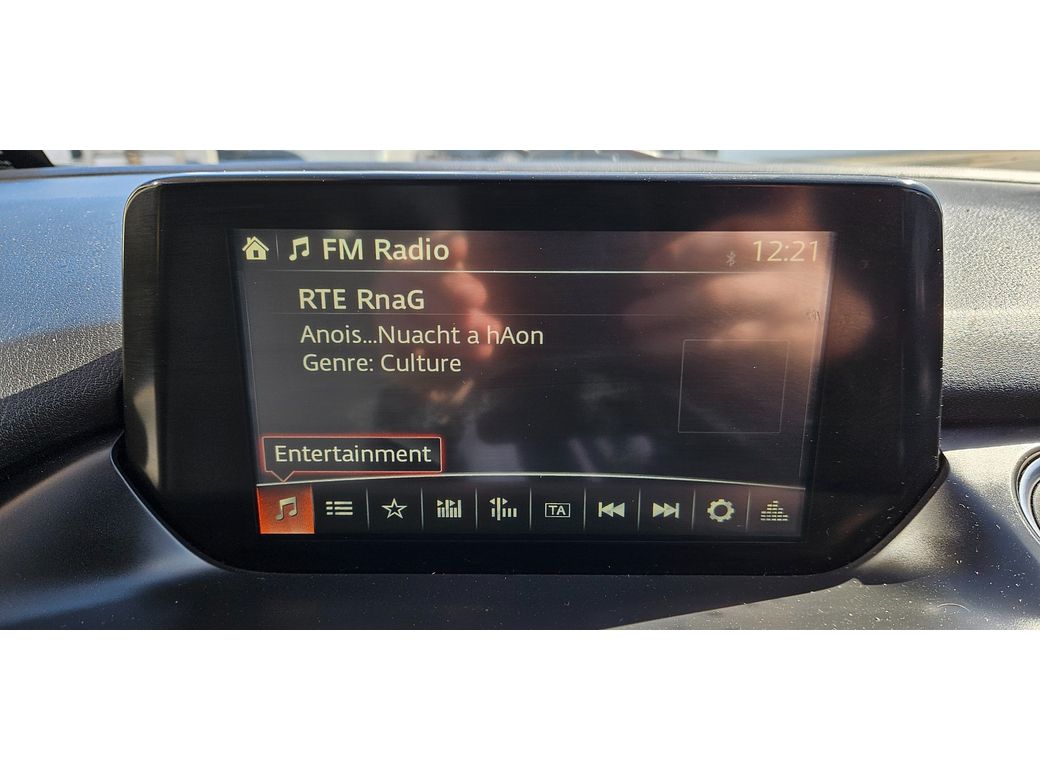 FM Radio 12:21
RTE RnaG
Anois...Nuacht a hAon
Genre: Culture
Entertainment
TA